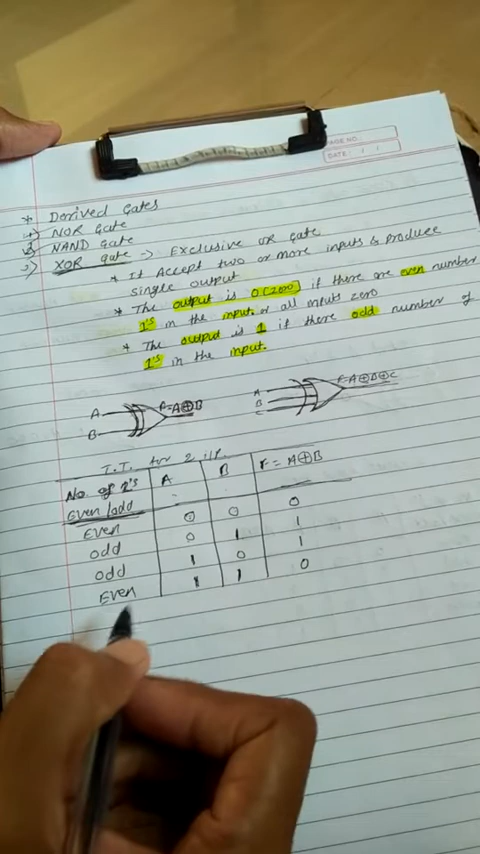 PAGE NO.:
DATE: / /
* Derived Gates
1) NOR Gate
2) NAND Gate
3) XOR gate -> Exclusive OR gate
* It Accept two or more inputs & produce
single output
* The output is 0 (zero) if there are even number
1's in the input. or all inputs zero
* The output is 1 if there odd number of
1's in the input.
A
B
F=A⊕B
A
B
C
F=A⊕B⊕C
T.T. for 2 i/p.
No. of 1's A B F = A⊕B
Even/odd
Even 0 0 0
odd 0 1 1
odd 1 0 1
Even 1 1 0